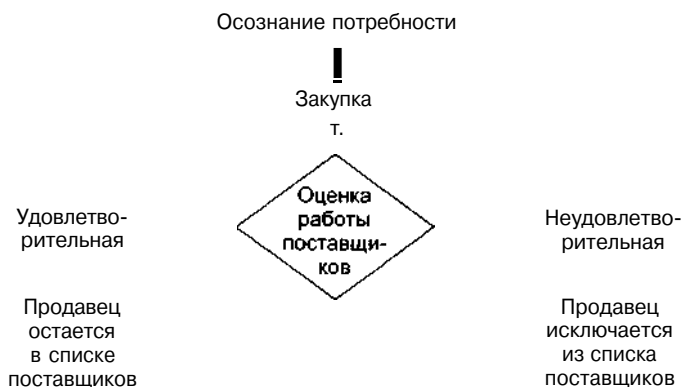 Осознание потребности
Закупка
т.
Оценка
работы
поставщи-
ков
Удовлетво-
рительная
Неудовлетво-
рительная
Продавец
остается
в списке
поставщиков
Продавец
исключается
из списка
поставщиков